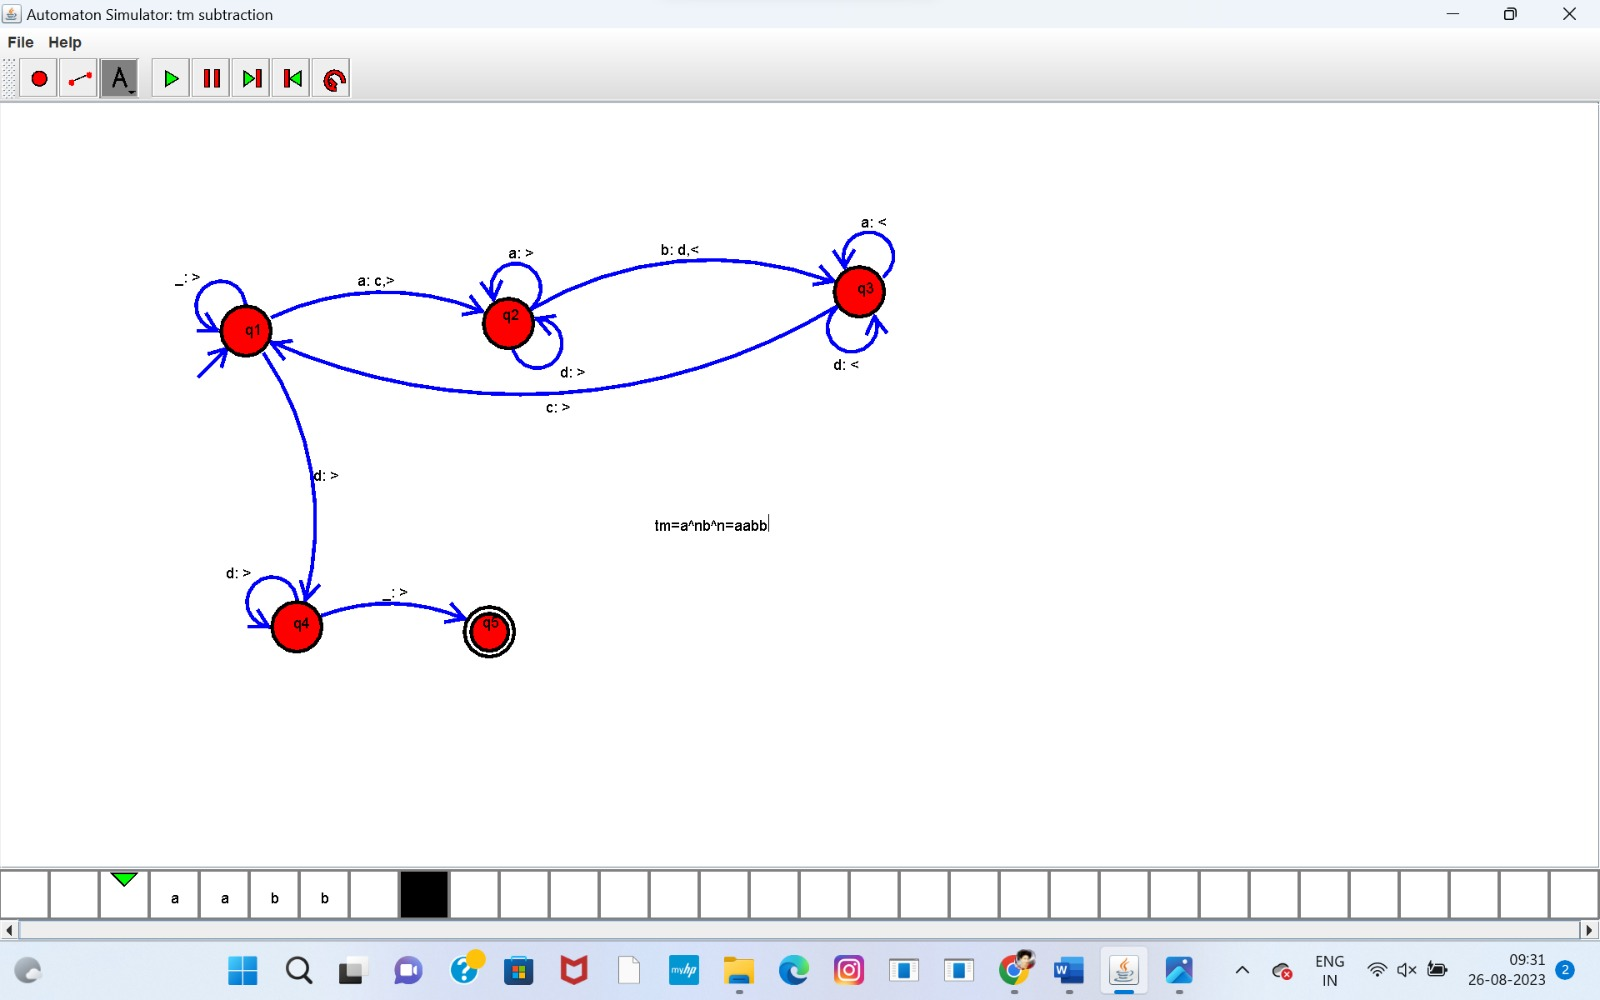 Automaton Simulator: tm subtraction
File Help
A
a: <
b: d,<
a: >
_: >
a: c,>
q3
q2
q1
d: <
d: >
c: >
d: >
tm=a^nb^n=aabb
d: >
_: >
q4
q5
a a b b
myhp
W
ENG
IN
09:31
26-08-2023
2